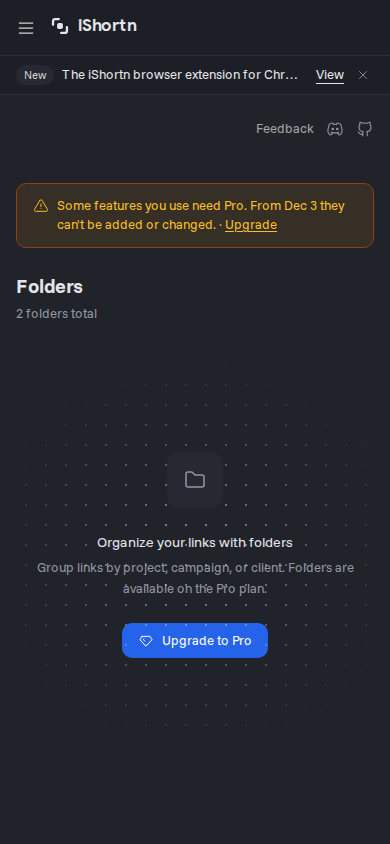 iShortn
New
The iShortn browser extension for Chr...
View
Feedback
Some features you use need Pro. From Dec 3 they
can't be added or changed. · Upgrade
Folders
2 folders total
Organize your links with folders
Group links by project, campaign, or client. Folders are
available on the Pro plan.
Upgrade to Pro